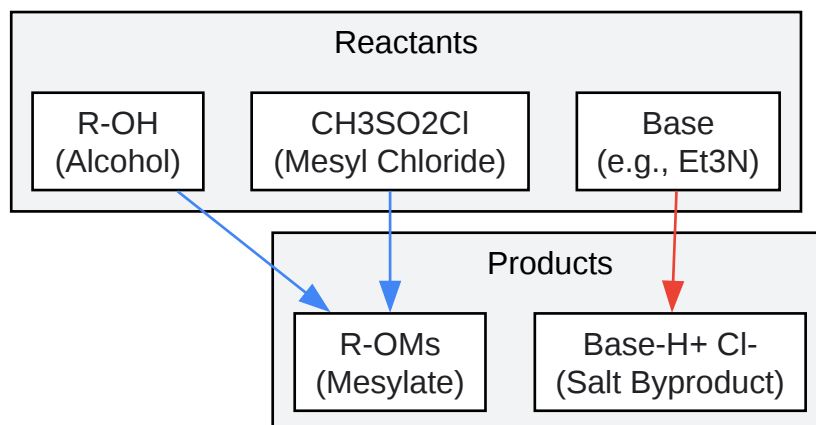 Reactants
R-OH
(Alcohol)
CH3SO2Cl
(Mesyl Chloride)
Base
(e.g., Et3N)
Products
R-OMs
(Mesylate)
Base-H+ Cl-
(Salt Byproduct)